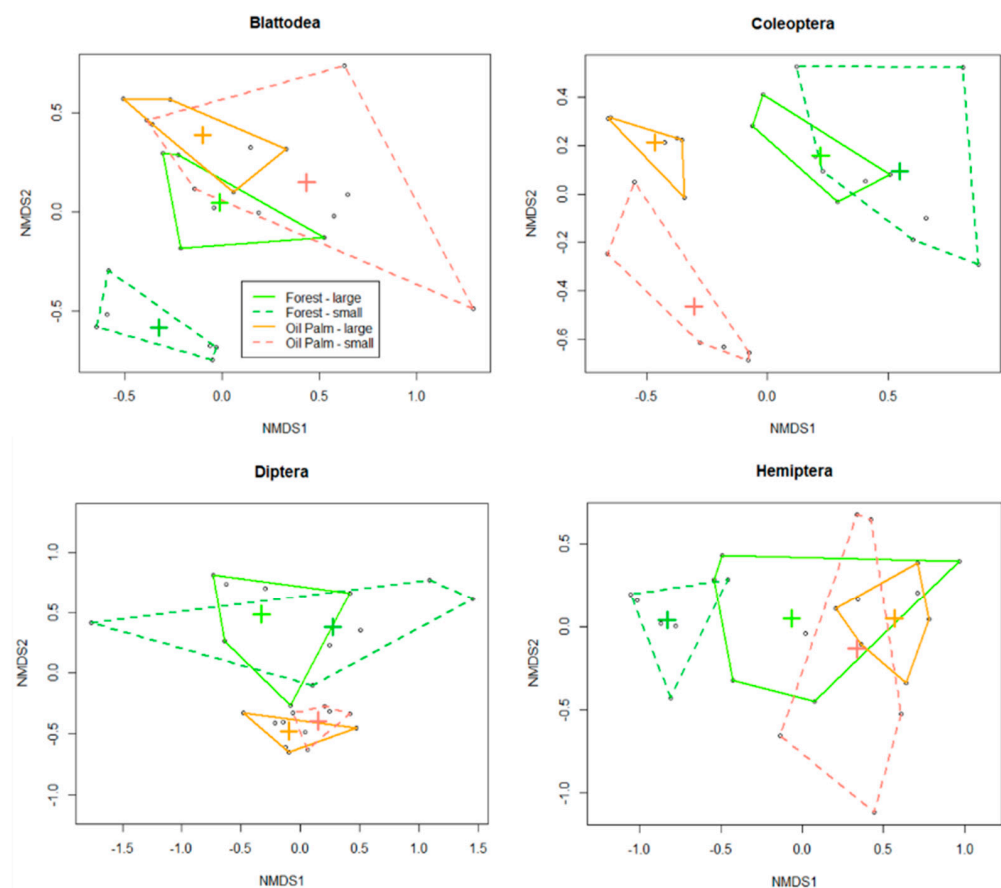 Blattodea
Coleoptera
0.5
0.0
-0.5
NMDS2
-0.5
0.0
0.5
1.0
NMDS1
Forest - large
Forest - small
Oil Palm - large
Oil Palm - small
0.4
0.2
0.0
-0.2
-0.4
-0.6
NMDS2
-0.5
0.0
0.5
NMDS1
Diptera
Hemiptera
1.0
0.5
0.0
-0.5
-1.0
NMDS2
-1.5
-1.0
-0.5
0.0
0.5
1.0
1.5
NMDS1
0.5
0.0
-0.5
-1.0
NMDS2
-1.0
-0.5
0.0
0.5
1.0
NMDS1